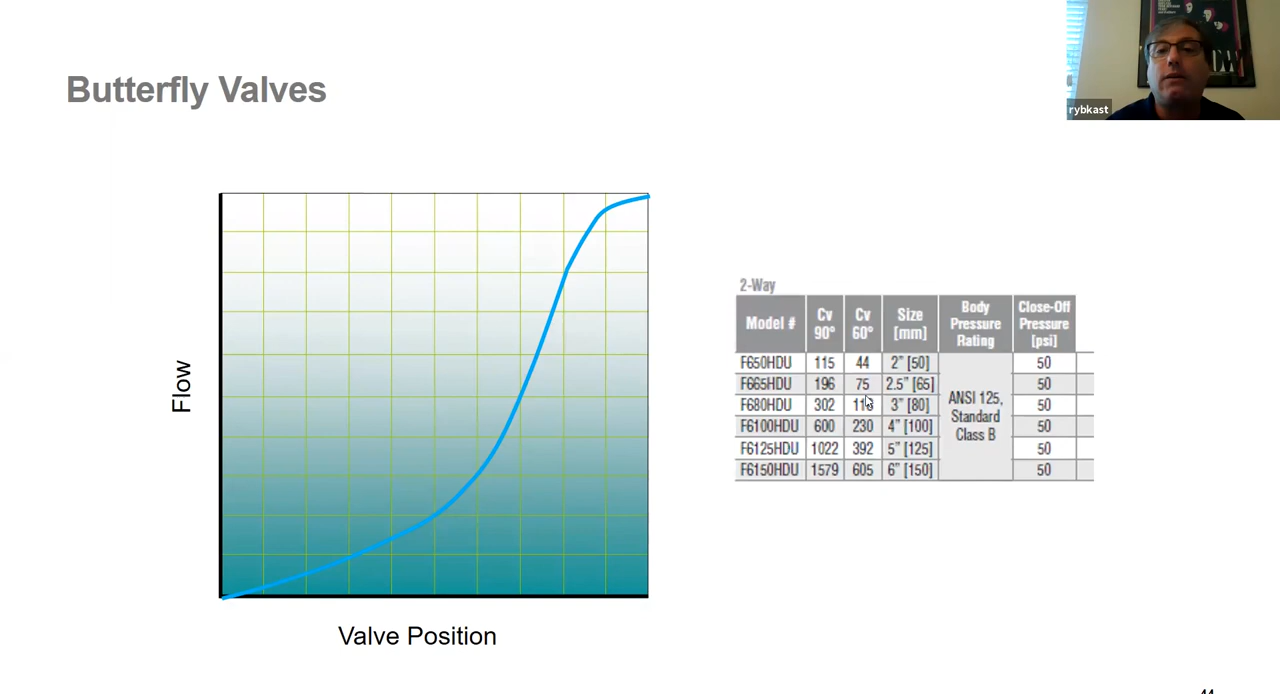 rybkast
Butterfly Valves
Flow
Valve Position
2-Way
Model # Cv 90° Cv 60° Size [mm] Body Pressure Rating Close-Off Pressure [psi]
F650HDU 115 44 2" [50] 50
F665HDU 196 75 2.5" [65] 50
F680HDU 302 3" [80] 50
F6100HDU 600 230 4" [100] 50
F6125HDU 1022 392 5" [125] 50
F6150HDU 1579 605 6" [150] 50
ANSI 125,
Standard
Class B